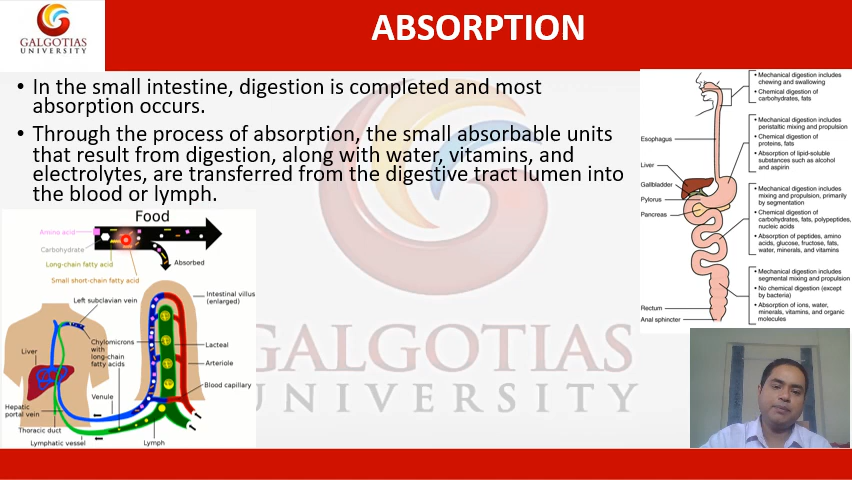 GALGOTIAS
UNIVERSITY
ABSORPTION
• In the small intestine, digestion is completed and most
absorption occurs.
• Through the process of absorption, the small absorbable units
that result from digestion, along with water, vitamins, and
electrolytes, are transferred from the digestive tract lumen into
the blood or lymph.
Food
Amino acid
Carbohydrate
Long-chain fatty acid
Small short-chain fatty acid
Absorbed
Left subclavian vein
Intestinal villus
(enlarged)
Chylomicrons
with
long-chain
fatty acids
Liver
Lacteal
Arteriole
Blood capillary
Venule
Hepatic
portal vein
Thoracic duct
Lymphatic vessel
Lymph
Esophagus
Liver
Gallbladder
Pylorus
Pancreas
Rectum
Anal sphincter
• Mechanical digestion includes
chewing and swallowing
• Chemical digestion of
carbohydrates, fats
• Mechanical digestion includes
peristaltic mixing and propulsion
• Chemical digestion of
proteins, fats
• Absorption of lipid-soluble
substances such as alcohol
and aspirin
• Mechanical digestion includes
mixing and propulsion, primarily
by segmentation
• Chemical digestion of
carbohydrates, fats, polypeptides,
nucleic acids
• Absorption of peptides, amino
acids, glucose, fructose, fats,
water, minerals, and vitamins
• Mechanical digestion includes
segmental mixing and propulsion
• No chemical digestion (except
by bacteria)
• Absorption of ions, water,
minerals, vitamins, and organic
molecules
GALGOTIAS
UNIVERSITY